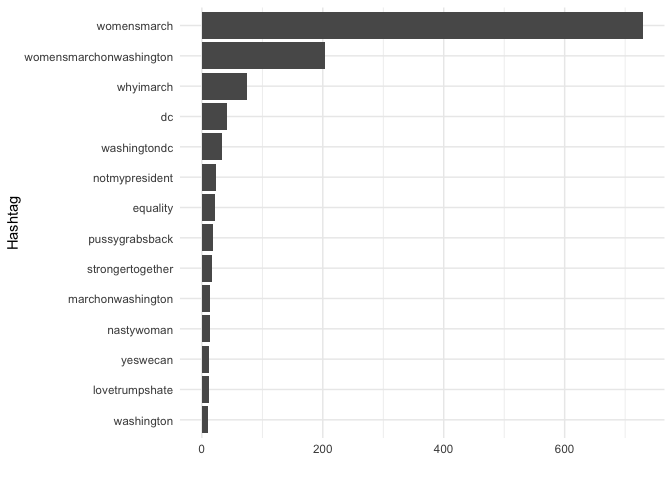 Hashtag
womensmarch
womensmarchonwashington
whyimarch
dc
washingtondc
notmypresident
equality
pussygrabsback
strongertogether
marchonwashington
nastywoman
yeswecan
lovetrumpshate
washington
0 200 400 600